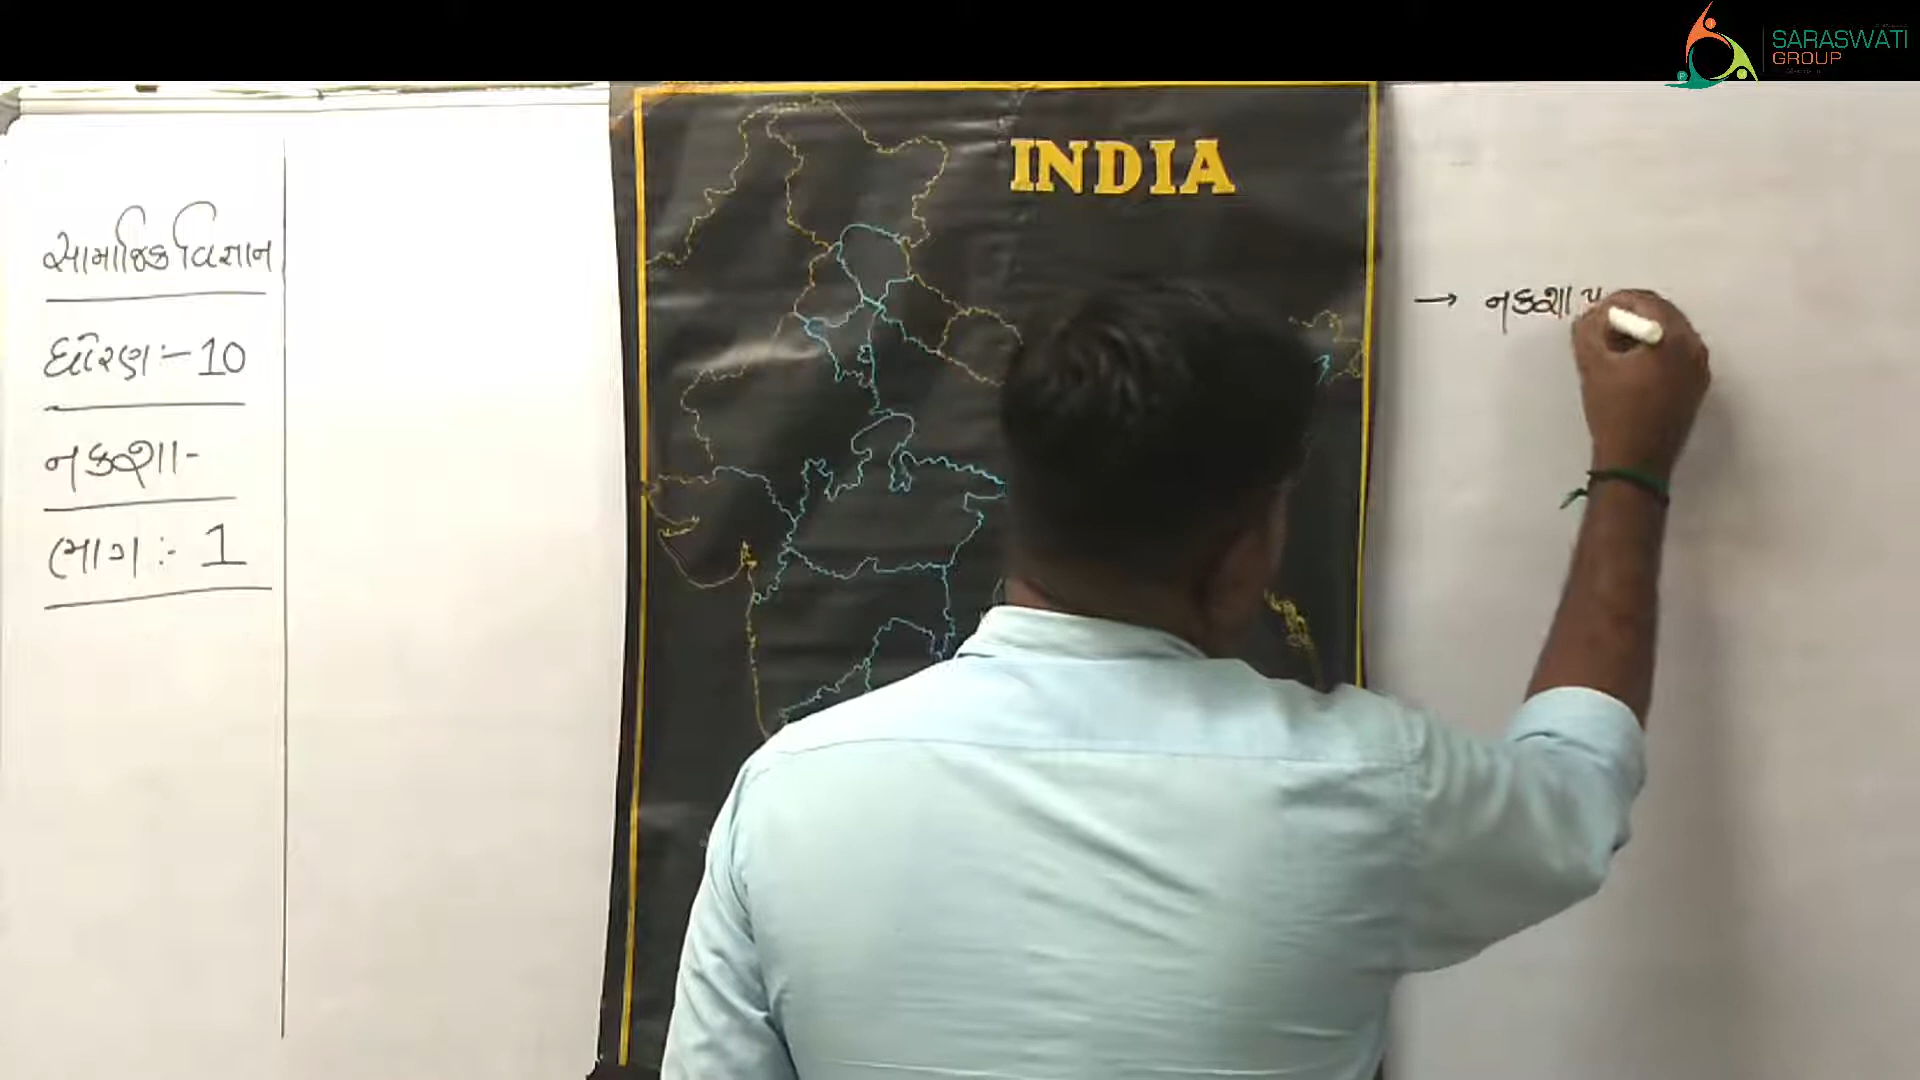 SARASWATI
GROUP
સામાજિક વિજ્ઞાન
ધોરણ :- 10
નકશા -
ભાગ :- 1
INDIA
→ નકશા